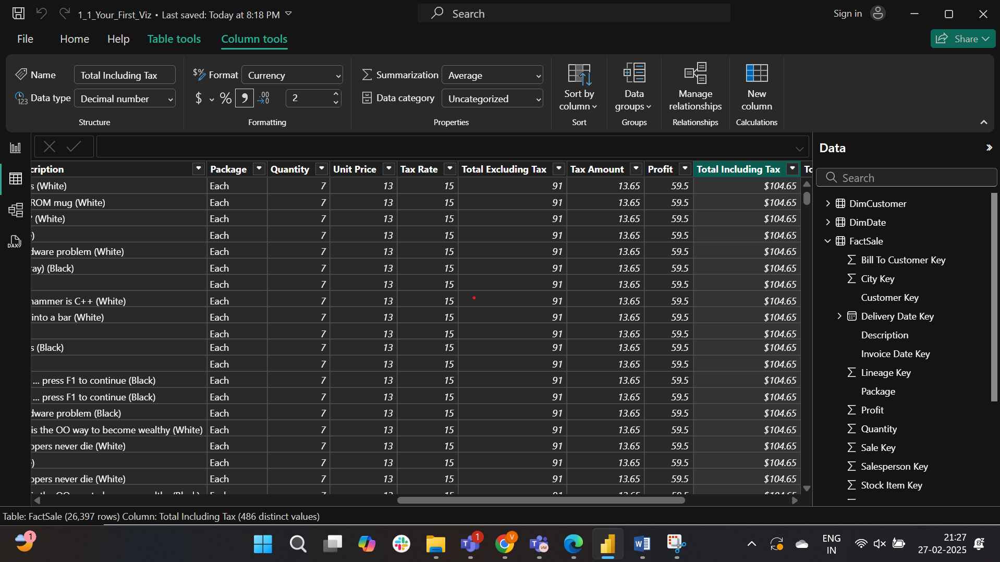 1_1_Your_First_Viz • Last saved: Today at 8:18 PM
Search
Sign in
File Home Help Table tools Column tools
Share
Name Total Including Tax
Data type Decimal number
Structure
Format Currency
$ % , .00 2
Formatting
Summarization Average
Data category Uncategorized
Properties
Sort by column
Sort
Data groups
Groups
Manage relationships
Relationships
New column
Calculations
cription Package Quantity Unit Price Tax Rate Total Excluding Tax Tax Amount Profit Total Including Tax To
s (White) Each 7 13 15 91 13.65 59.5 $104.65
ROM mug (White) Each 7 13 15 91 13.65 59.5 $104.65
' (White) Each 7 13 15 91 13.65 59.5 $104.65
) Each 7 13 15 91 13.65 59.5 $104.65
dware problem (White) Each 7 13 15 91 13.65 59.5 $104.65
ray) (Black) Each 7 13 15 91 13.65 59.5 $104.65
Each 7 13 15 91 13.65 59.5 $104.65
hammer is C++ (White) Each 7 13 15 91 13.65 59.5 $104.65
into a bar (White) Each 7 13 15 91 13.65 59.5 $104.65
Each 7 13 15 91 13.65 59.5 $104.65
s (Black) Each 7 13 15 91 13.65 59.5 $104.65
Each 7 13 15 91 13.65 59.5 $104.65
... press F1 to continue (Black) Each 7 13 15 91 13.65 59.5 $104.65
... press F1 to continue (Black) Each 7 13 15 91 13.65 59.5 $104.65
dware problem (Black) Each 7 13 15 91 13.65 59.5 $104.65
is the OO way to become wealthy (White) Each 7 13 15 91 13.65 59.5 $104.65
opers never die (White) Each 7 13 15 91 13.65 59.5 $104.65
) Each 7 13 15 91 13.65 59.5 $104.65
opers never die (White) Each 7 13 15 91 13.65 59.5 $104.65
Data
Search
DimCustomer
DimDate
FactSale
Bill To Customer Key
City Key
Customer Key
Delivery Date Key
Description
Invoice Date Key
Lineage Key
Package
Profit
Quantity
Sale Key
Salesperson Key
Stock Item Key
DAX
Table: FactSale (26,397 rows) Column: Total Including Tax (486 distinct values)
1
1
V
VM
ENG
IN
21:27
27-02-2025